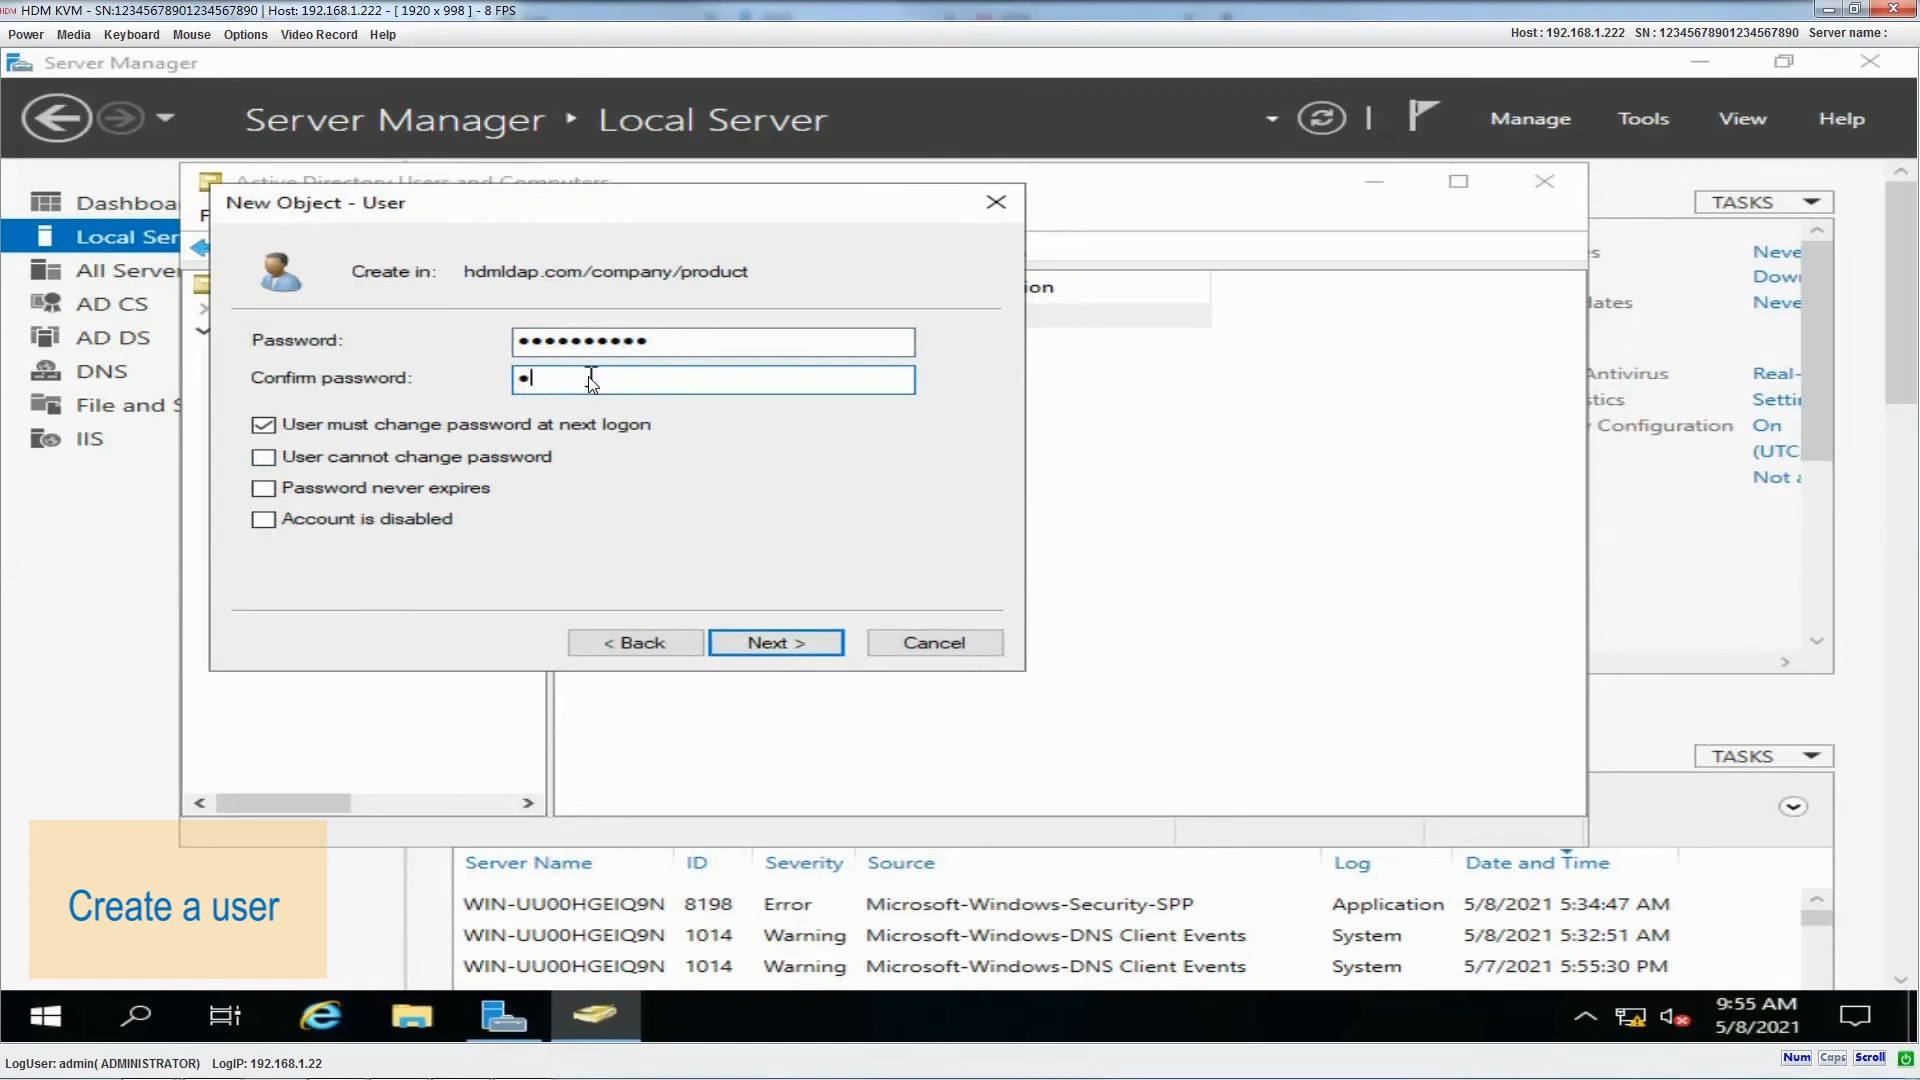 HDM KVM - SN:12345678901234567890 | Host: 192.168.1.222 - [ 1920 x 998 ] - 8 FPS
Power Media Keyboard Mouse Options Video Record Help
Host : 192.168.1.222 SN : 12345678901234567890 Server name :
Server Manager
Server Manager ‣ Local Server
Manage Tools View Help
Dashboa
Local Ser
All Server
AD CS
AD DS
DNS
File and S
IIS
Active Directory Users and Computers
New Object - User
Create in: hdmldap.com/company/product
Password: ••••••••••
Confirm password: •
User must change password at next logon
User cannot change password
Password never expires
Account is disabled
< Back Next > Cancel
ion
TASKS
s Neve
Down
lates Neve
Antivirus Real-
stics Settin
Configuration On
(UTC
Not a
TASKS
Server Name ID Severity Source Log Date and Time
WIN-UU00HGEIQ9N 8198 Error Microsoft-Windows-Security-SPP Application 5/8/2021 5:34:47 AM
WIN-UU00HGEIQ9N 1014 Warning Microsoft-Windows-DNS Client Events System 5/8/2021 5:32:51 AM
WIN-UU00HGEIQ9N 1014 Warning Microsoft-Windows-DNS Client Events System 5/7/2021 5:55:30 PM
Create a user
9:55 AM
5/8/2021
LogUser: admin( ADMINISTRATOR) LogIP: 192.168.1.22
Num Caps Scroll